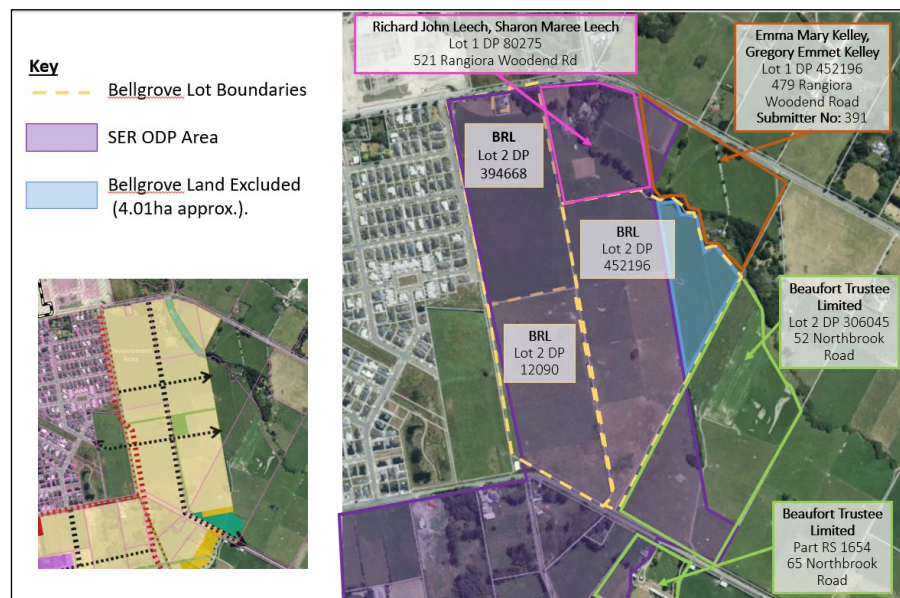 Key
Bellgrove Lot Boundaries
SER ODP Area
Bellgrove Land Excluded
(4.01ha approx.).
Richard John Leech, Sharon Maree Leech
Lot 1 DP 80275
521 Rangiora Woodend Rd
Emma Mary Kelley,
Gregory Emmet Kelley
Lot 1 DP 452196
479 Rangiora
Woodend Road
Submitter No: 391
BRL
Lot 2 DP
394668
BRL
Lot 2 DP
452196
BRL
Lot 2 DP
12090
Beaufort Trustee
Limited
Lot 2 DP 306045
52 Northbrook
Road
Beaufort Trustee
Limited
Part RS 1654
65 Northbrook
Road